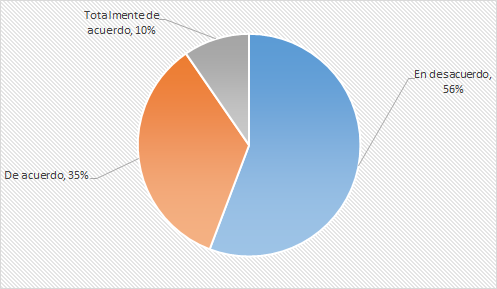 Totalmente de
acuerdo, 10%
En desacuerdo,
56%
De acuerdo, 35%